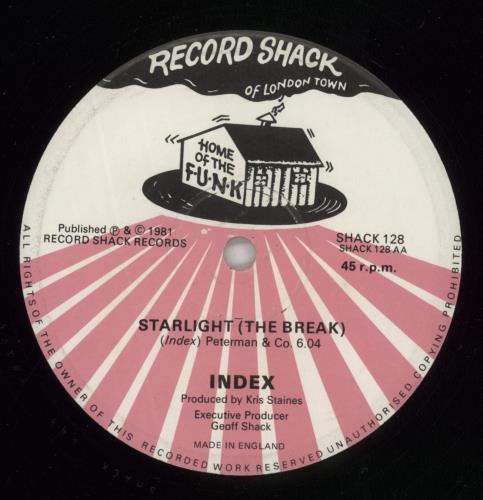 RECORD SHACK
OF LONDON TOWN
HOME
OF THE
F·U·N·K
Published ℗ & © 1981
RECORD SHACK RECORDS
SHACK 128
SHACK 128 AA
45 r.p.m.
STARLIGHT (THE BREAK)
(Index) Peterman & Co. 6.04
INDEX
Produced by Kris Staines
Executive Producer
Geoff Shack
MADE IN ENGLAND
ALL RIGHTS OF THE OWNER OF THIS RECORDED WORK RESERVED UNAUTHORISED COPYING PROHIBITED